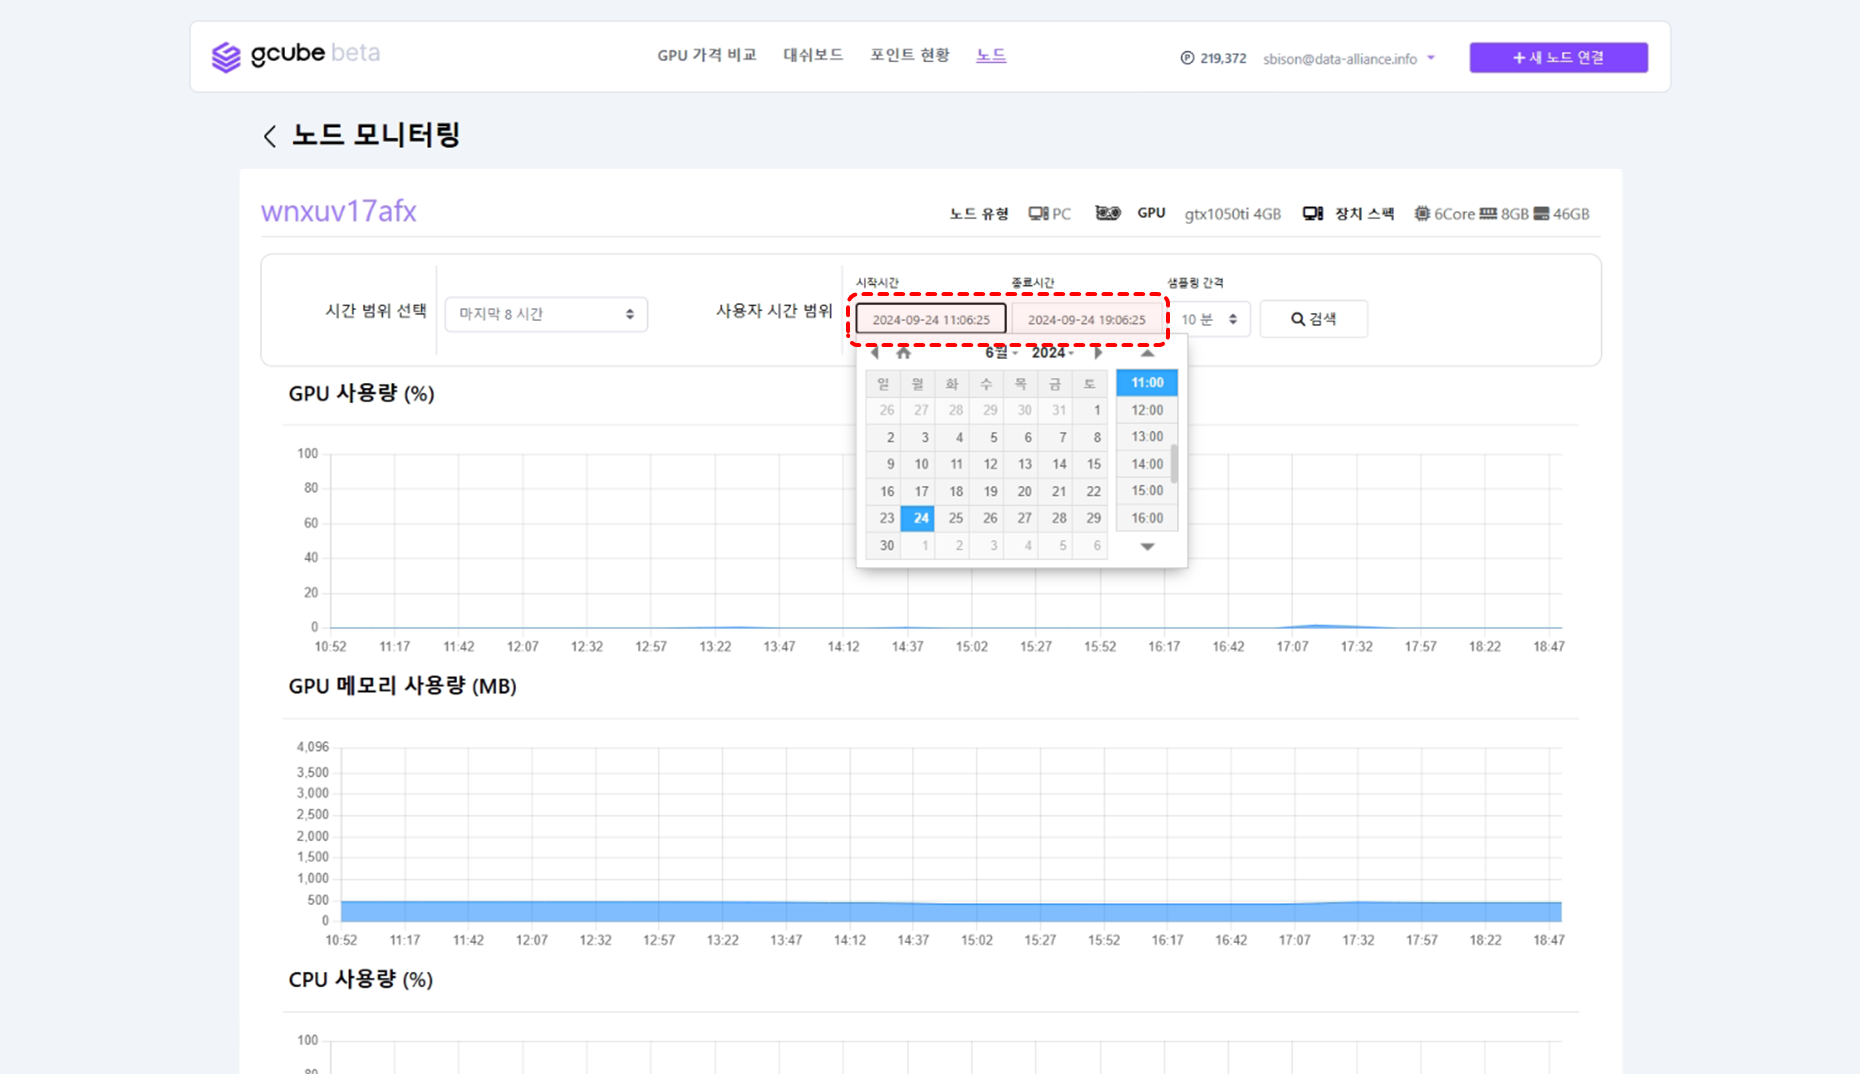 gcube beta
GPU 가격 비교 대쉬보드 포인트 현황 노드
Ⓟ 219,372 sbison@data-alliance.info
+ 새 노드 연결
노드 모니터링
wnxuv17afx
노드 유형 PC GPU gtx1050ti 4GB 장치 스펙 6Core 8GB 46GB
시간 범위 선택 마지막 8 시간
사용자 시간 범위
시작시간 종료시간 샘플링 간격
2024-09-24 11:06:25 2024-09-24 19:06:25 10 분 검색
6월 2024
일 월 화 수 목 금 토
26 27 28 29 30 31 1
2 3 4 5 6 7 8
9 10 11 12 13 14 15
16 17 18 19 20 21 22
23 24 25 26 27 28 29
30 1 2 3 4 5 6
11:00
12:00
13:00
14:00
15:00
16:00
GPU 사용량 (%)
100
80
60
40
20
0
10:52 11:17 11:42 12:07 12:32 12:57 13:22 13:47 14:12 14:37 15:02 15:27 15:52 16:17 16:42 17:07 17:32 17:57 18:22 18:47
GPU 메모리 사용량 (MB)
4,096
3,500
3,000
2,500
2,000
1,500
1,000
500
0
10:52 11:17 11:42 12:07 12:32 12:57 13:22 13:47 14:12 14:37 15:02 15:27 15:52 16:17 16:42 17:07 17:32 17:57 18:22 18:47
CPU 사용량 (%)
100
80